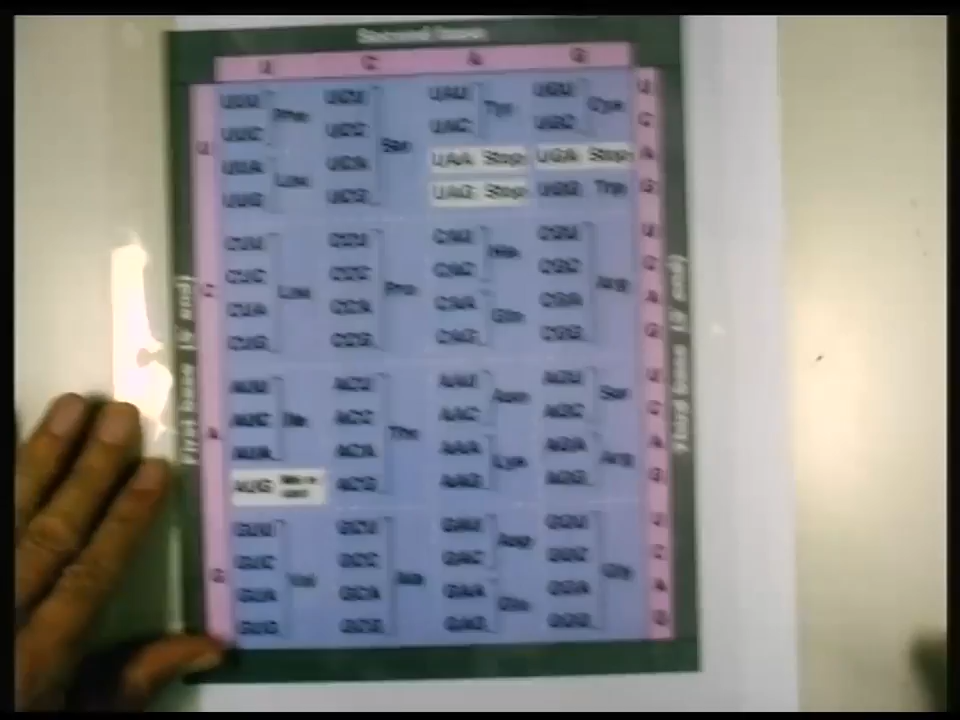 Second base
U C A G
U
UUU
UUC
Phe
UUA
UUG
Leu
UCU
UCC
UCA
UCG
Ser
UAU
UAC
Tyr
UAA Stop
UAG Stop
UGU
UGC
Cys
UGA Stop
UGG Trp
U
C
A
G
C
CUU
CUC
CUA
CUG
Leu
CCU
CCC
CCA
CCG
Pro
CAU
CAC
His
CAA
CAG
Gln
CGU
CGC
CGA
CGG
Arg
U
C
A
G
A
AUU
AUC
AUA
Ile
AUG
ACU
ACC
ACA
ACG
Thr
AAU
AAC
Asn
AAA
AAG
Lys
AGU
AGC
Ser
AGA
AGG
Arg
U
C
A
G
G
GUU
GUC
GUA
GUG
Val
GCU
GCC
GCA
GCG
Ala
GAU
GAC
Asp
GAA
GAG
GGU
GGC
GGA
GGG
Gly
U
C
A
G
First base (5' end)
Third base (3' end)